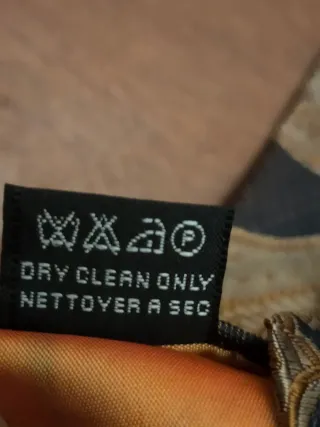 P
DRY CLEAN ONLY
NETTOYER A SEC